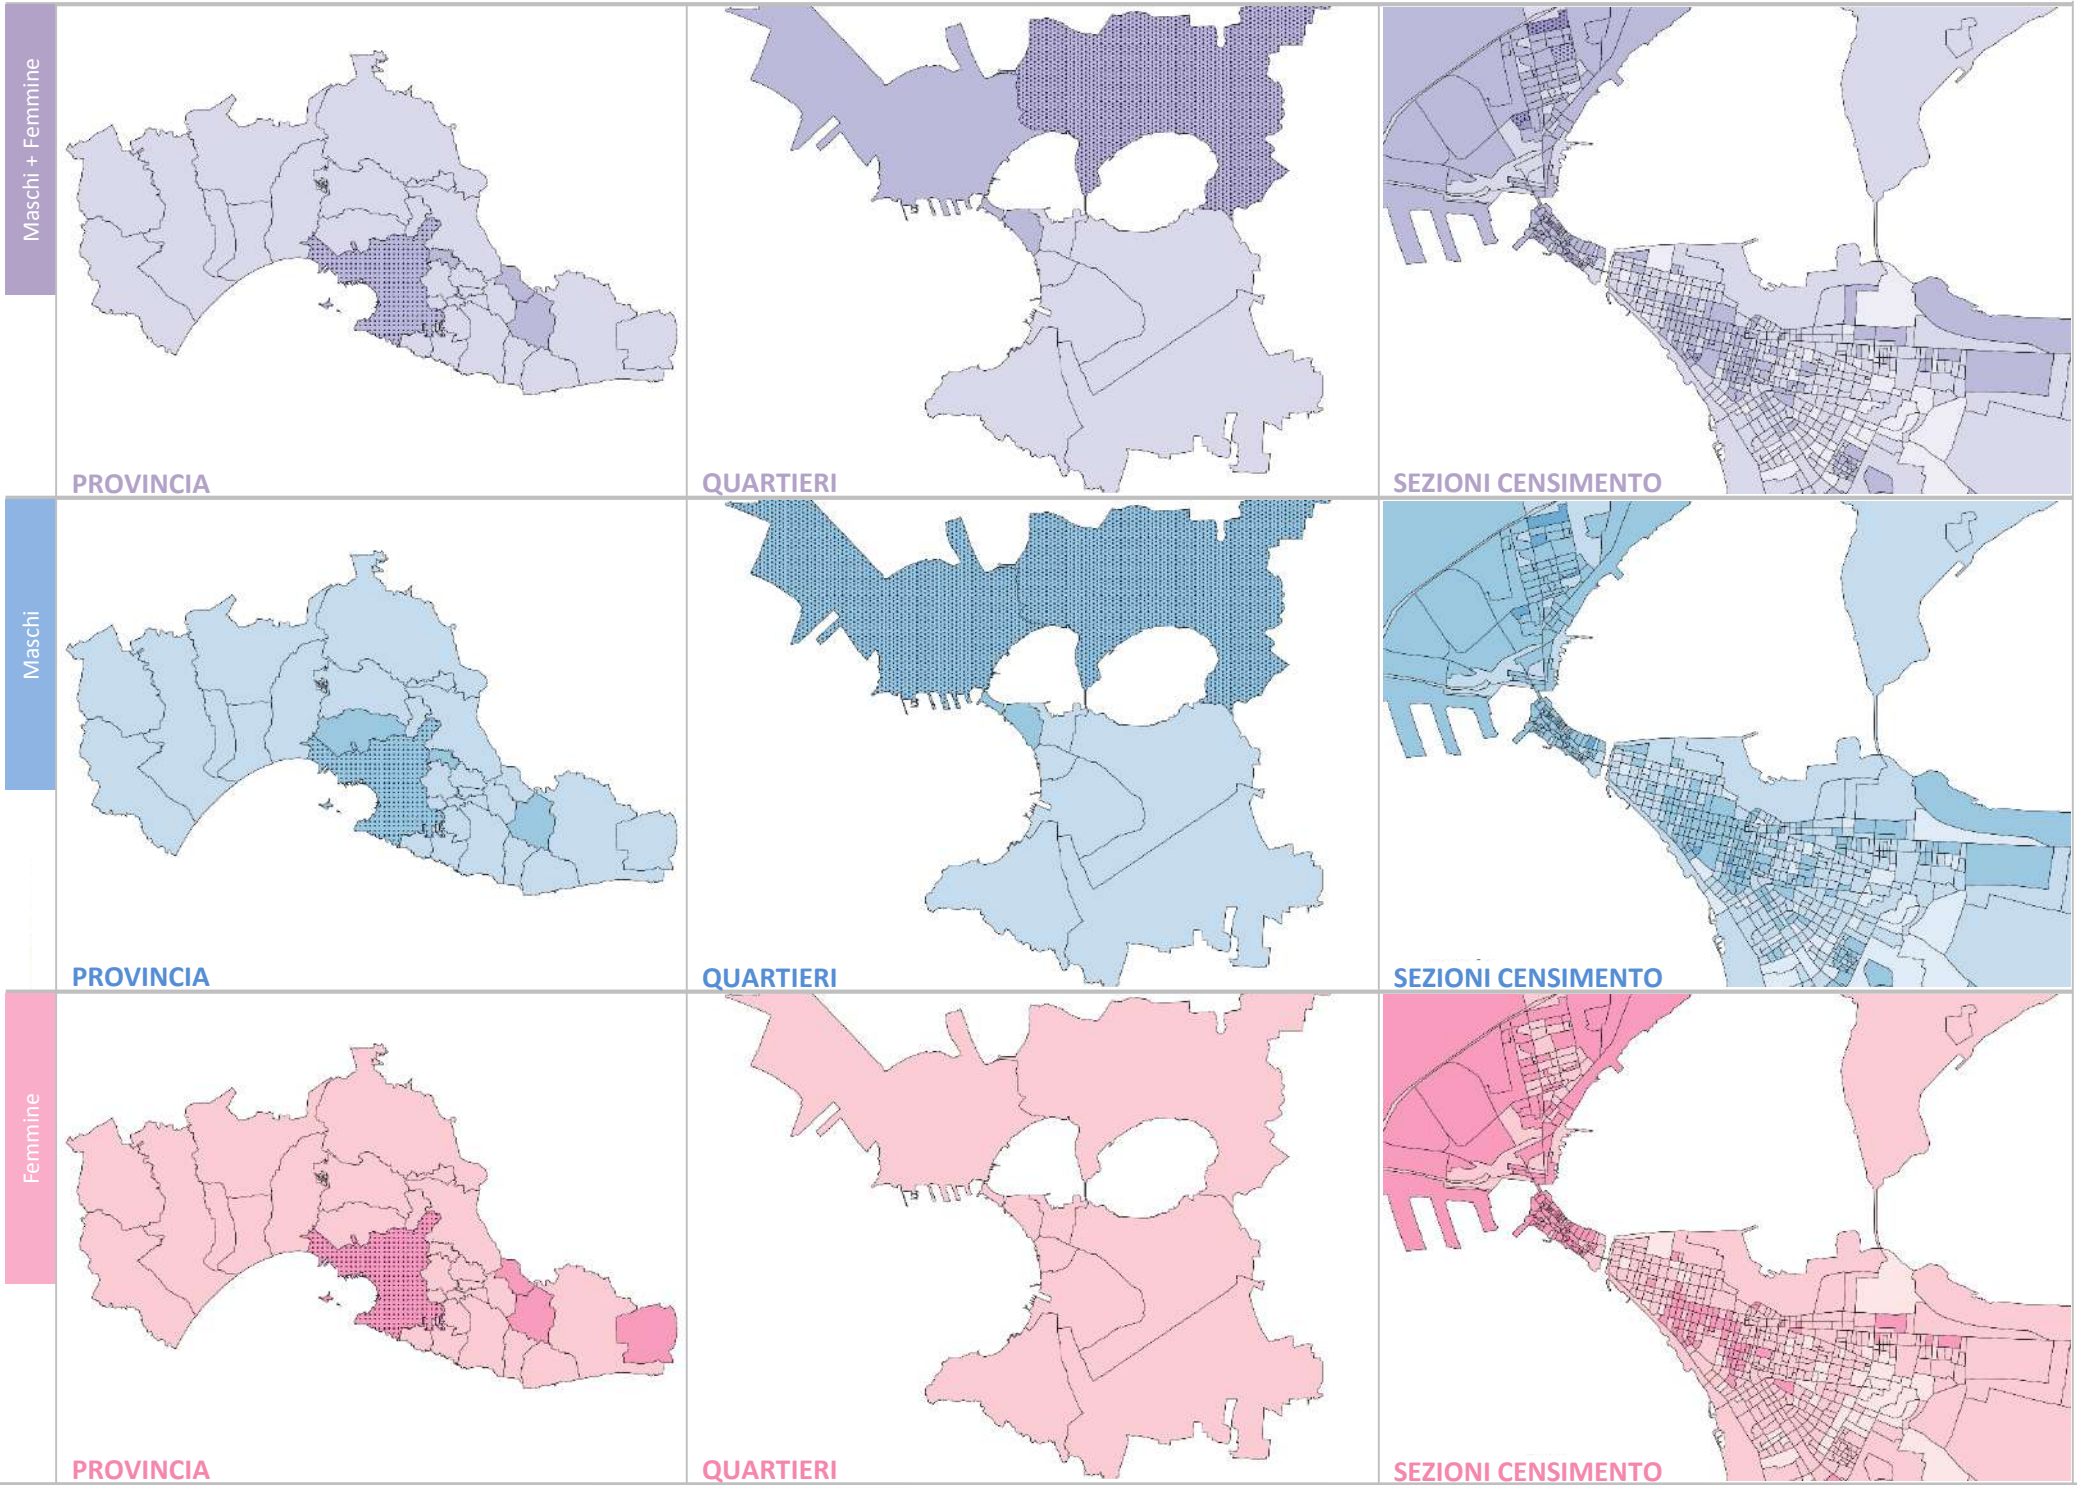 Maschi + Femmine
PROVINCIA
QUARTIERI
SEZIONI CENSIMENTO
Maschi
PROVINCIA
QUARTIERI
SEZIONI CENSIMENTO
Femmine
PROVINCIA
QUARTIERI
SEZIONI CENSIMENTO